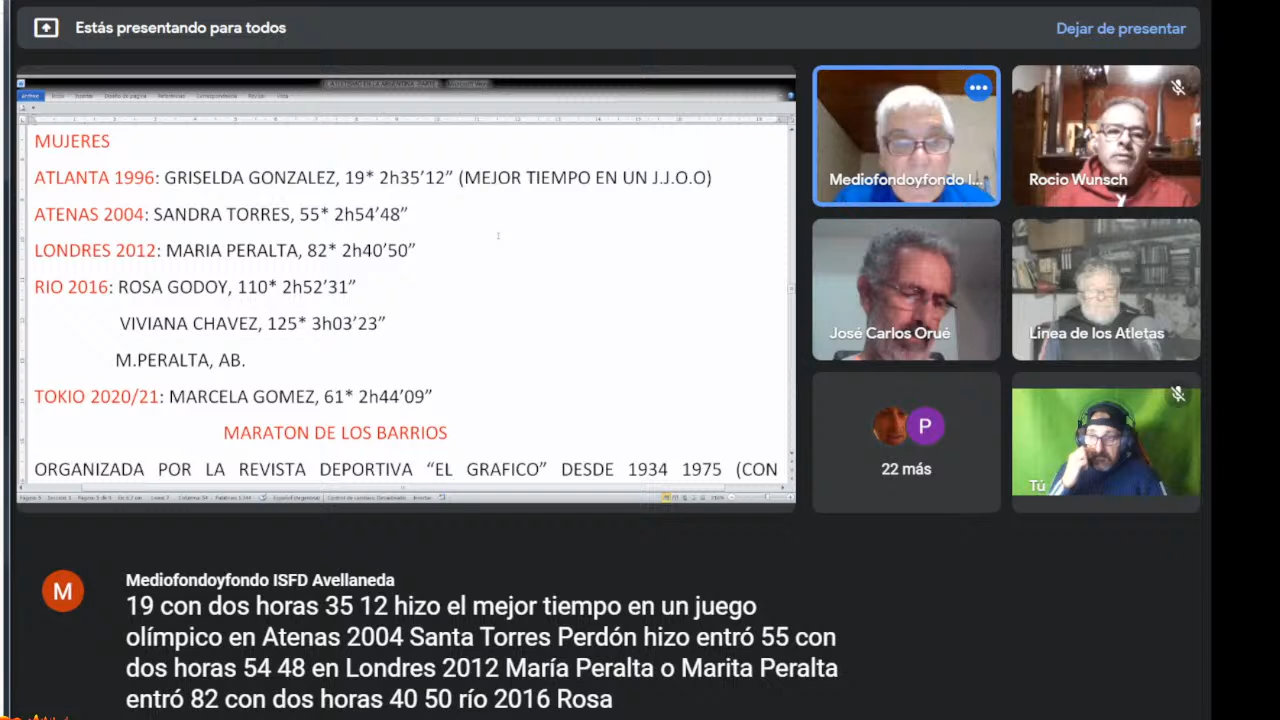 Estás presentando para todos
Dejar de presentar
MUJERES
ATLANTA 1996: GRISELDA GONZALEZ, 19* 2h35’12” (MEJOR TIEMPO EN UN J.J.O.O)
ATENAS 2004: SANDRA TORRES, 55* 2h54’48”
LONDRES 2012: MARIA PERALTA, 82* 2h40’50”
RIO 2016: ROSA GODOY, 110* 2h52’31”
VIVIANA CHAVEZ, 125* 3h03’23”
M.PERALTA, AB.
TOKIO 2020/21: MARCELA GOMEZ, 61* 2h44’09”
MARATON DE LOS BARRIOS
ORGANIZADA POR LA REVISTA DEPORTIVA “EL GRAFICO” DESDE 1934 1975 (CON
Mediofondoyfondo I...
Rocio Wunsch
José Carlos Orué
Linea de los Atletas
P
22 más
Tú
M
Mediofondoyfondo ISFD Avellaneda
19 con dos horas 35 12 hizo el mejor tiempo en un juego
olímpico en Atenas 2004 Santa Torres Perdón hizo entró 55 con
dos horas 54 48 en Londres 2012 María Peralta o Marita Peralta
entró 82 con dos horas 40 50 río 2016 Rosa